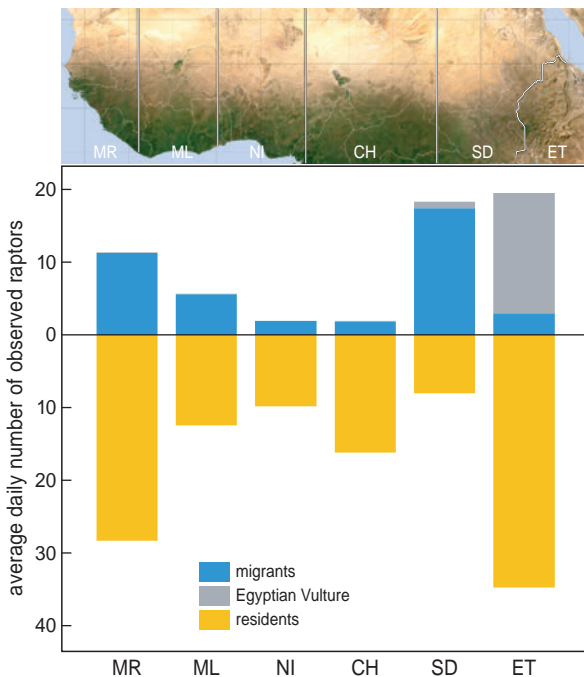 MR ML NI CH SD ET
20
10
0
10
20
30
40
average daily number of observed raptors
migrants
Egyptian Vulture
residents
MR ML NI CH SD ET